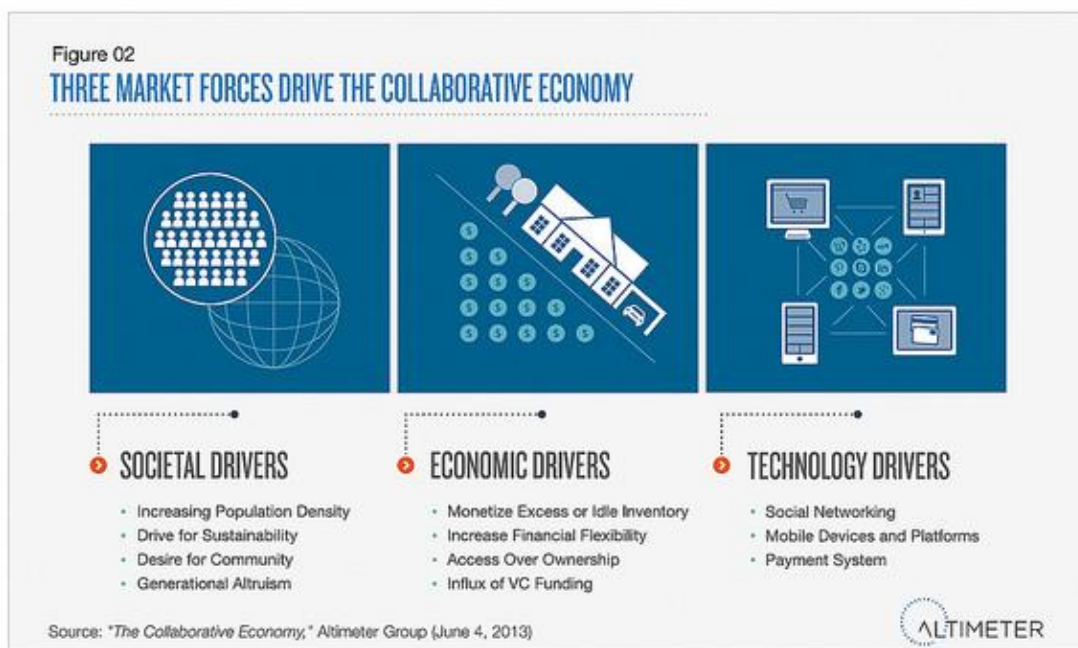 Figure 02
THREE MARKET FORCES DRIVE THE COLLABORATIVE ECONOMY
SOCIETAL DRIVERS
• Increasing Population Density
• Drive for Sustainability
• Desire for Community
• Generational Altruism
ECONOMIC DRIVERS
• Monetize Excess or Idle Inventory
• Increase Financial Flexibility
• Access Over Ownership
• Influx of VC Funding
TECHNOLOGY DRIVERS
• Social Networking
• Mobile Devices and Platforms
• Payment System
Source: "The Collaborative Economy," Altimeter Group (June 4, 2013)
ALTIMETER